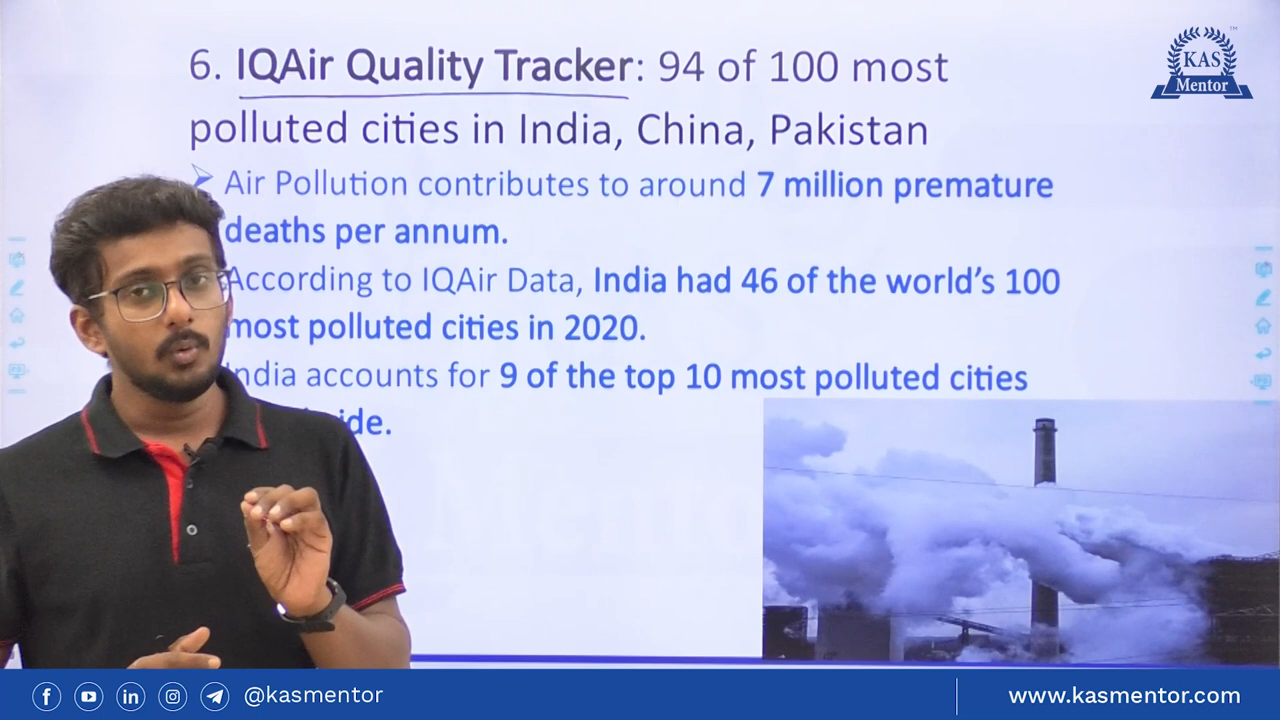 6. IQAir Quality Tracker: 94 of 100 most
polluted cities in India, China, Pakistan
Air Pollution contributes to around 7 million premature
deaths per annum.
According to IQAir Data, India had 46 of the world's 100
most polluted cities in 2020.
India accounts for 9 of the top 10 most polluted cities
KAS
Mentor
TM
@kasmentor
www.kasmentor.com